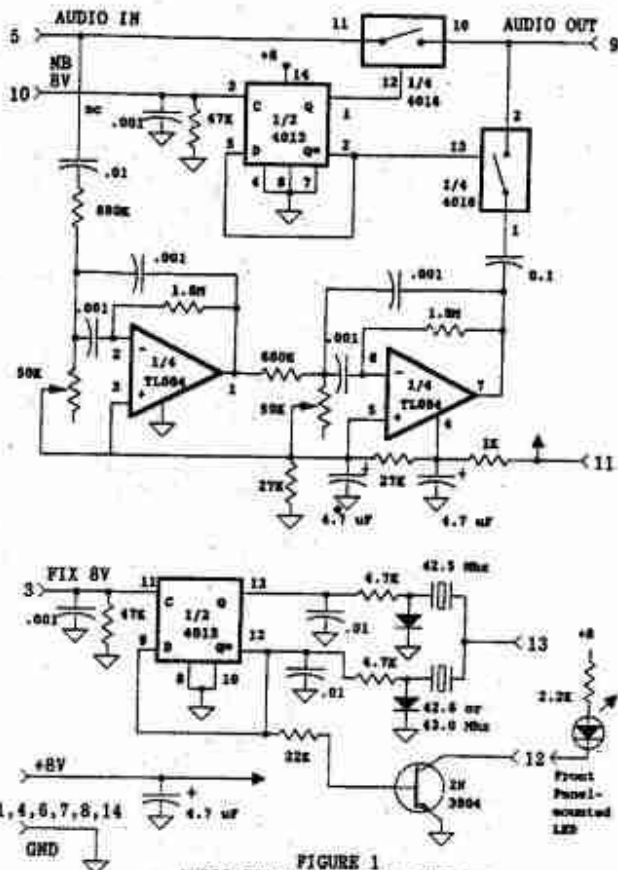 AUDIO IN
5
11
10
AUDIO OUT
9
NB
8V
10
+8
14
12
1/4
4016
3
C
Q
1
nc
.001
47K
1/2
4013
5
D
Q*
2
13
2
4
6
7
1/4
4016
1
.01
680K
.001
.001
0.1
1.8M
.001
1.8M
.001
2
-
6
-
50K
1/4
TL084
1
680K
1/4
TL084
7
3
+
50K
5
+
4
1K
11
27K
27K
4.7 uF
4.7 uF
3
FIX 8V
11
13
4.7K
42.5 Mhz
C
Q
.001
47K
1/2
4013
.01
9
D
Q*
12
13
4.7K
+8
8
10
.01
42.6 or
43.0 Mhz
2.2K
22K
12
+8V
2N
3904
Front
Panel-
mounted
LED
+
4.7 uF
1,4,6,7,8,14
GND
FIGURE 1